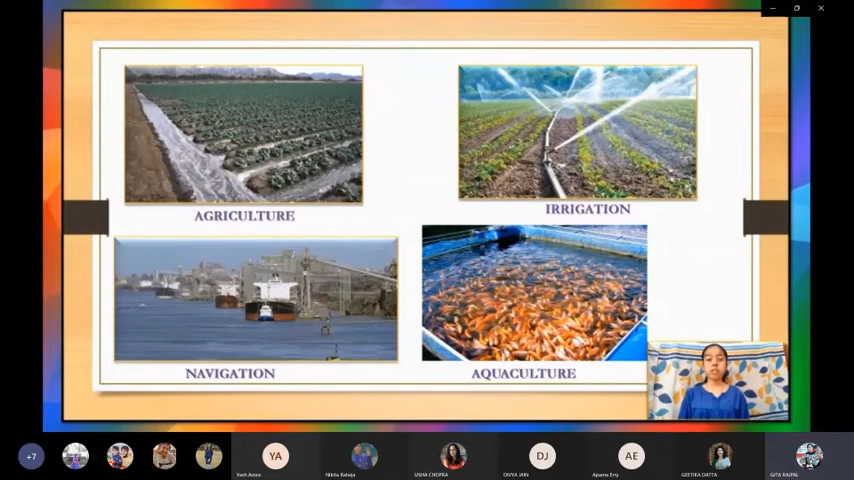 AGRICULTURE
IRRIGATION
NAVIGATION
AQUACULTURE
+7
YA
DJ
AE
Yash Arora
Nikita Raheja
USHA CHOPRA
DIVYA JAIN
Aparna Erry
GEETIKA DATTA
GITA RAJPAL